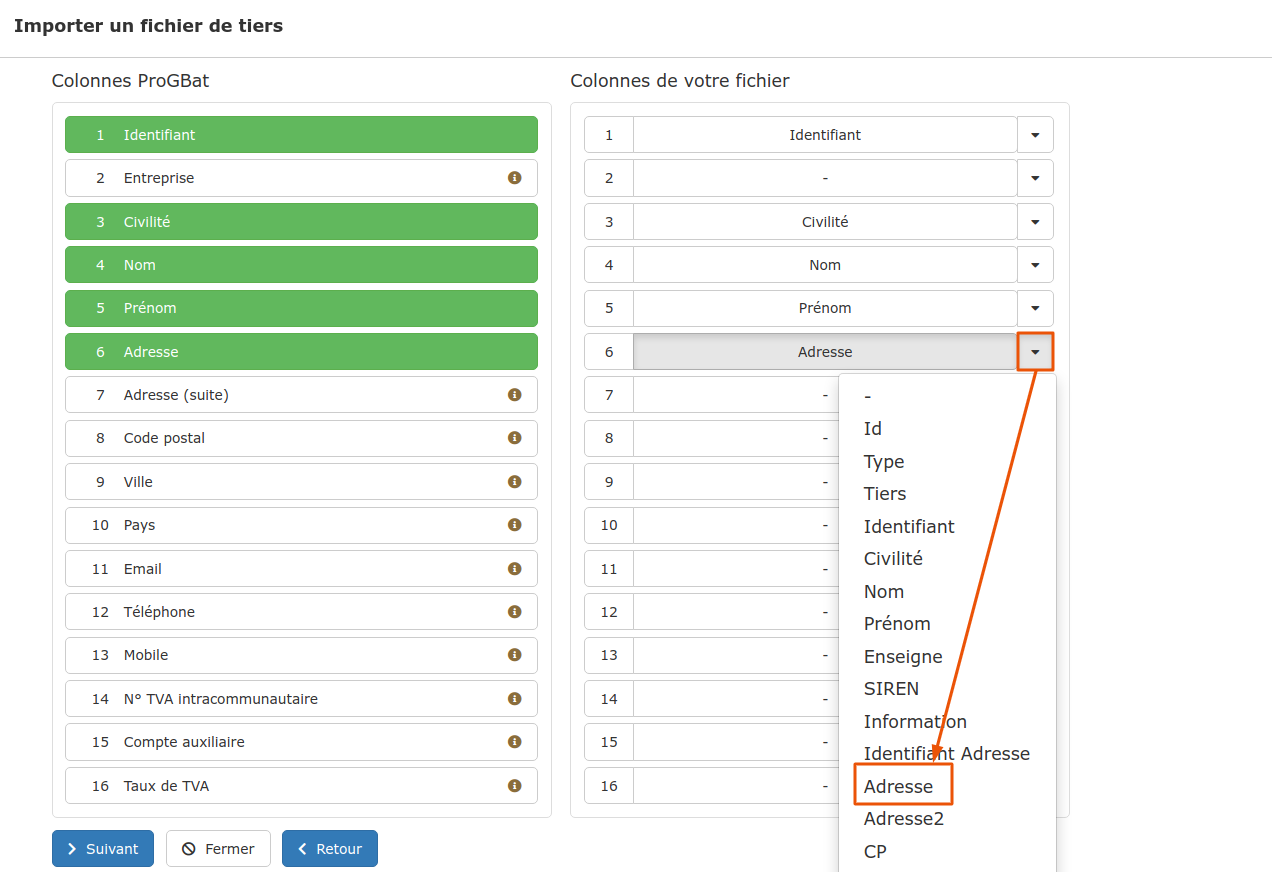 Importer un fichier de tiers
Colonnes ProGBat
1 Identifiant
2 Entreprise
3 Civilité
4 Nom
5 Prénom
6 Adresse
7 Adresse (suite)
8 Code postal
9 Ville
10 Pays
11 Email
12 Téléphone
13 Mobile
14 N° TVA intracommunautaire
15 Compte auxiliaire
16 Taux de TVA
Colonnes de votre fichier
1 Identifiant
2 -
3 Civilité
4 Nom
5 Prénom
6 Adresse
7 -
8 -
9 -
10 -
11 -
12 -
13 -
14 -
15 -
16 -
-
Id
Type
Tiers
Identifiant
Civilité
Nom
Prénom
Enseigne
SIREN
Information
Identifiant Adresse
Adresse
Adresse2
CP
Suivant
Fermer
Retour